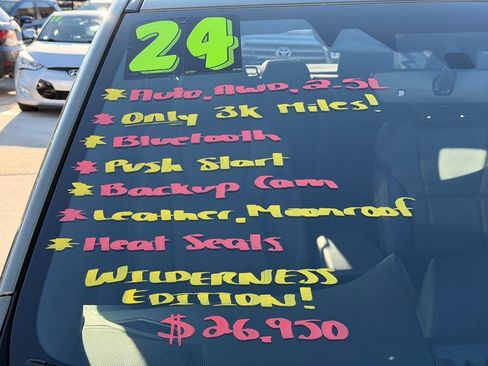 24
* Auto, AWD, 2.5L
* Only 3k Miles!
* Bluetooth
* Push Start
* Backup Cam
* Leather, Moonroof
* Heat Seats
WILDERNESS
EDITION!
$26,950